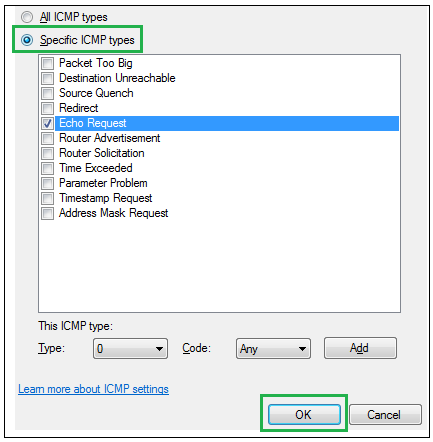 All ICMP types
Specific ICMP types
Packet Too Big
Destination Unreachable
Source Quench
Redirect
Echo Request
Router Advertisement
Router Solicitation
Time Exceeded
Parameter Problem
Timestamp Request
Address Mask Request
This ICMP type:
Type: 0 Code: Any Add
Learn more about ICMP settings
OK Cancel